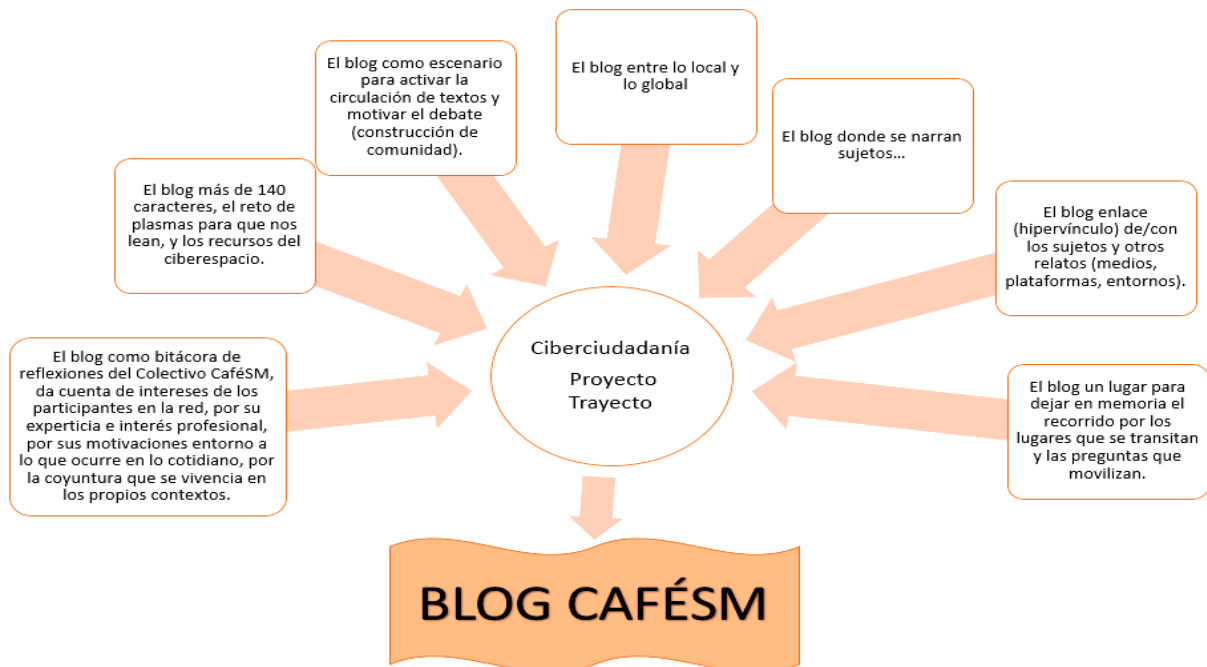 El blog como bitácora de
reflexiones del Colectivo CaféSM,
da cuenta de intereses de los
participantes en la red, por su
experticia e interés profesional,
por sus motivaciones entorno a
lo que ocurre en lo cotidiano, por
la coyuntura que se vivencia en
los propios contextos.
El blog más de 140
caracteres, el reto de
plasmas para que nos
lean, y los recursos del
ciberespacio.
El blog como escenario
para activar la
circulación de textos y
motivar el debate
(construcción de
comunidad).
El blog entre lo local y
lo global
El blog donde se narran
sujetos...
El blog enlace
(hipervínculo) de/con
los sujetos y otros
relatos (medios,
plataformas, entornos).
El blog un lugar para
dejar en memoria el
recorrido por los
lugares que se transitan
y las preguntas que
movilizan.
Ciberciudadanía
Proyecto
Trayecto
BLOG CAFÉSM